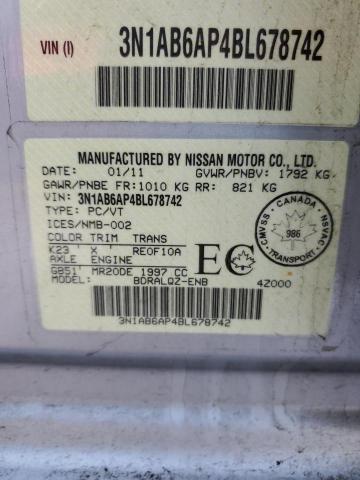 VIN (I) 3N1AB6AP4BL678742
MANUFACTURED BY NISSAN MOTOR CO., LTD.
DATE: 01/11 GVWR/PNBV: 1792 KG
GAWR/PNBE FR:1010 KG RR: 821 KG
VIN: 3N1AB6AP4BL678742
TYPE: PC/VT
ICES/NMB-002
COLOR TRIM TRANS
K23 REOF10A
AXLE ENGINE
GB51 MR20DE 1997 CC
MODEL: BDRALQZ-ENB 4Z000
EC
CANADA
CMVSS NSVAC
986
TRANSPORT
3N1AB6AP4BL678742